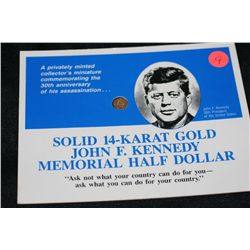 A privately minted
collector's miniature
commemorating the
30th anniversary
of his assassination...
9
John F. Kennedy
35th President
of the United States
SOLID 14-KARAT GOLD
JOHN F. KENNEDY
MEMORIAL HALF DOLLAR
"Ask not what your country can do for you—
ask what you can do for your country."